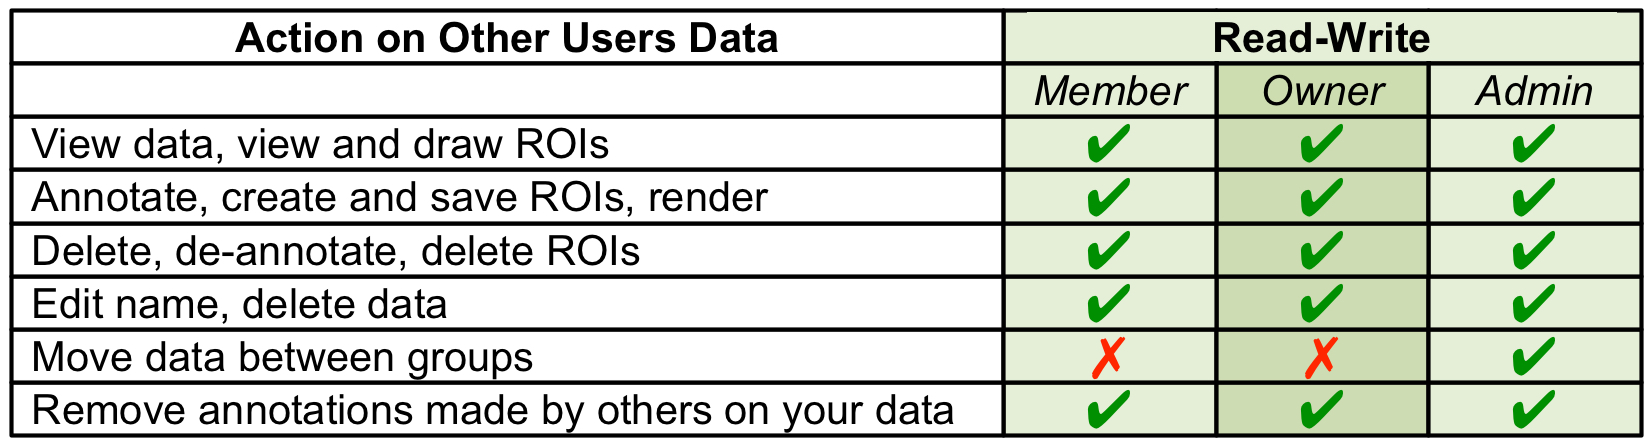 Action on Other Users Data Read-Write
Member Owner Admin
View data, view and draw ROIs ✔ ✔ ✔
Annotate, create and save ROIs, render ✔ ✔ ✔
Delete, de-annotate, delete ROIs ✔ ✔ ✔
Edit name, delete data ✔ ✔ ✔
Move data between groups ✗ ✗ ✔
Remove annotations made by others on your data ✔ ✔ ✔